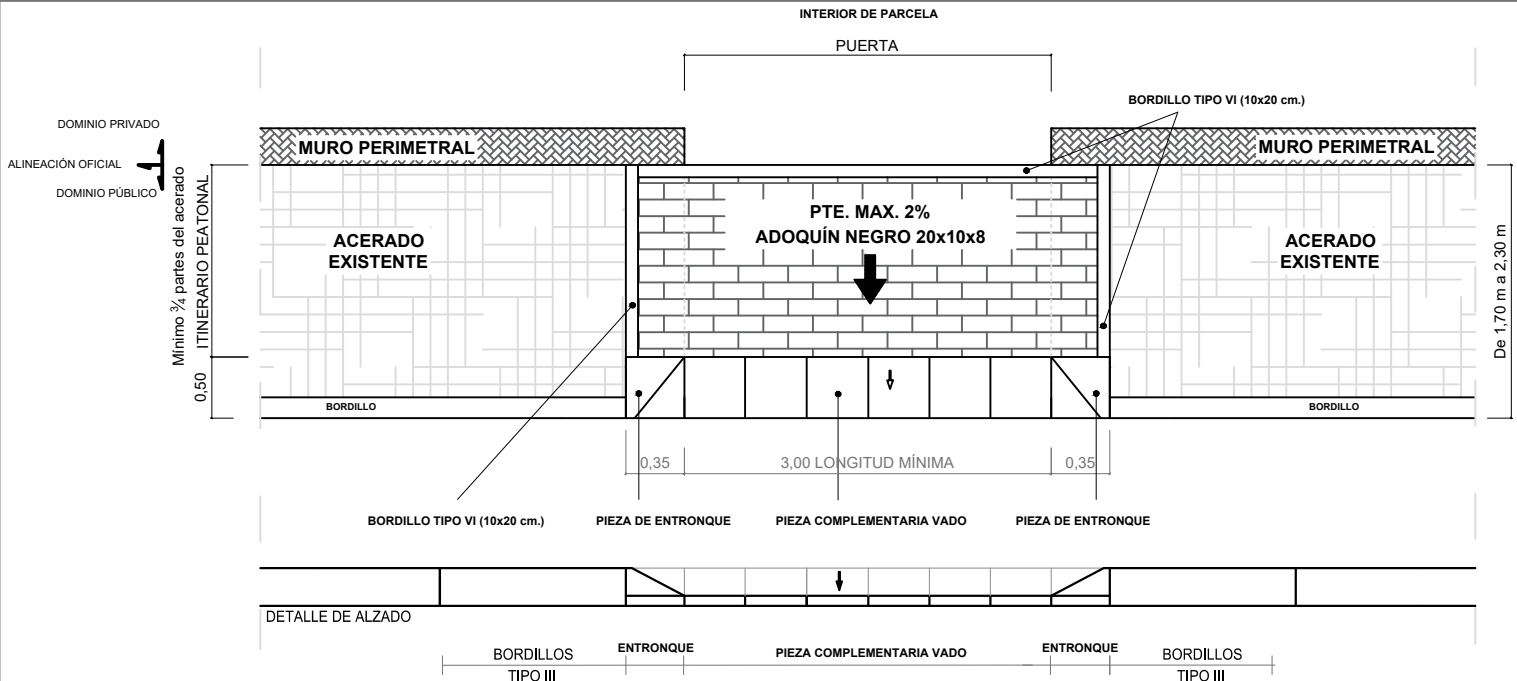 INTERIOR DE PARCELA
PUERTA
BORDILLO TIPO VI (10x20 cm.)
DOMINIO PRIVADO
ALINEACIÓN OFICIAL
DOMINIO PÚBLICO
MURO PERIMETRAL
MURO PERIMETRAL
Mínimo ¾ partes del acerado
ITINERARIO PEATONAL
0,50
ACERADO
EXISTENTE
PTE. MAX. 2%
ADOQUÍN NEGRO 20x10x8
ACERADO
EXISTENTE
De 1,70 m a 2,30 m
BORDILLO
BORDILLO
0,35
3,00 LONGITUD MÍNIMA
0,35
BORDILLO TIPO VI (10x20 cm.)
PIEZA DE ENTRONQUE
PIEZA COMPLEMENTARIA VADO
PIEZA DE ENTRONQUE
DETALLE DE ALZADO
BORDILLOS
TIPO III
ENTRONQUE
PIEZA COMPLEMENTARIA VADO
ENTRONQUE
BORDILLOS
TIPO III